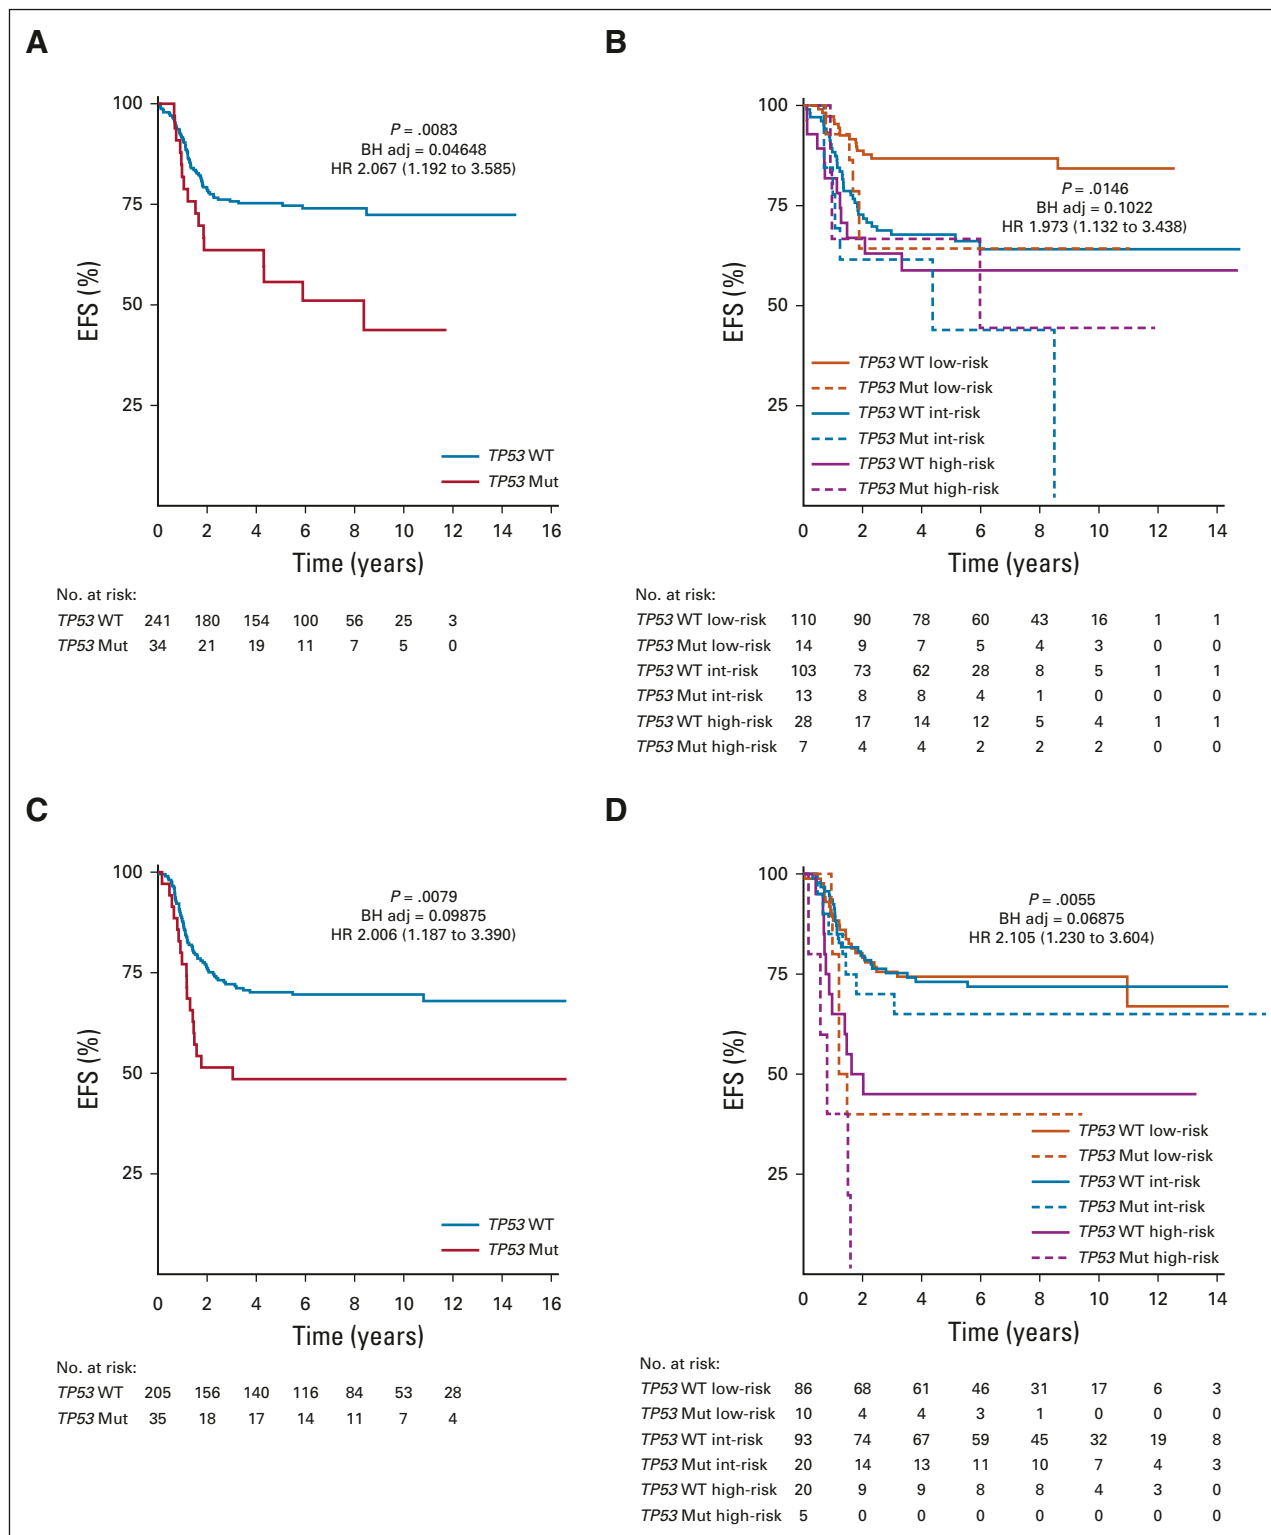 A
100
75
50
25
EFS (%)
P = .0083
BH adj = 0.04648
HR 2.067 (1.192 to 3.585)
TP53 WT
TP53 Mut
0 2 4 6 8 10 12 14 16
Time (years)
No. at risk:
TP53 WT 241 180 154 100 56 25 3
TP53 Mut 34 21 19 11 7 5 0
B
100
75
50
25
EFS (%)
P = .0146
BH adj = 0.1022
HR 1.973 (1.132 to 3.438)
TP53 WT low-risk
TP53 Mut low-risk
TP53 WT int-risk
TP53 Mut int-risk
TP53 WT high-risk
TP53 Mut high-risk
0 2 4 6 8 10 12 14
Time (years)
No. at risk:
TP53 WT low-risk 110 90 78 60 43 16 1 1
TP53 Mut low-risk 14 9 7 5 4 3 0 0
TP53 WT int-risk 103 73 62 28 8 5 1 1
TP53 Mut int-risk 13 8 8 4 1 0 0 0
TP53 WT high-risk 28 17 14 12 5 4 1 1
TP53 Mut high-risk 7 4 4 2 2 2 0 0
C
100
75
50
25
EFS (%)
P = .0079
BH adj = 0.09875
HR 2.006 (1.187 to 3.390)
TP53 WT
TP53 Mut
0 2 4 6 8 10 12 14 16
Time (years)
No. at risk:
TP53 WT 205 156 140 116 84 53 28
TP53 Mut 35 18 17 14 11 7 4
D
100
75
50
25
EFS (%)
P = .0055
BH adj = 0.06875
HR 2.105 (1.230 to 3.604)
TP53 WT low-risk
TP53 Mut low-risk
TP53 WT int-risk
TP53 Mut int-risk
TP53 WT high-risk
TP53 Mut high-risk
0 2 4 6 8 10 12 14
Time (years)
No. at risk:
TP53 WT low-risk 86 68 61 46 31 17 6 3
TP53 Mut low-risk 10 4 4 3 1 0 0 0
TP53 WT int-risk 93 74 67 59 45 32 19 8
TP53 Mut int-risk 20 14 13 11 10 7 4 3
TP53 WT high-risk 20 9 9 8 8 4 3 0
TP53 Mut high-risk 5 0 0 0 0 0 0 0